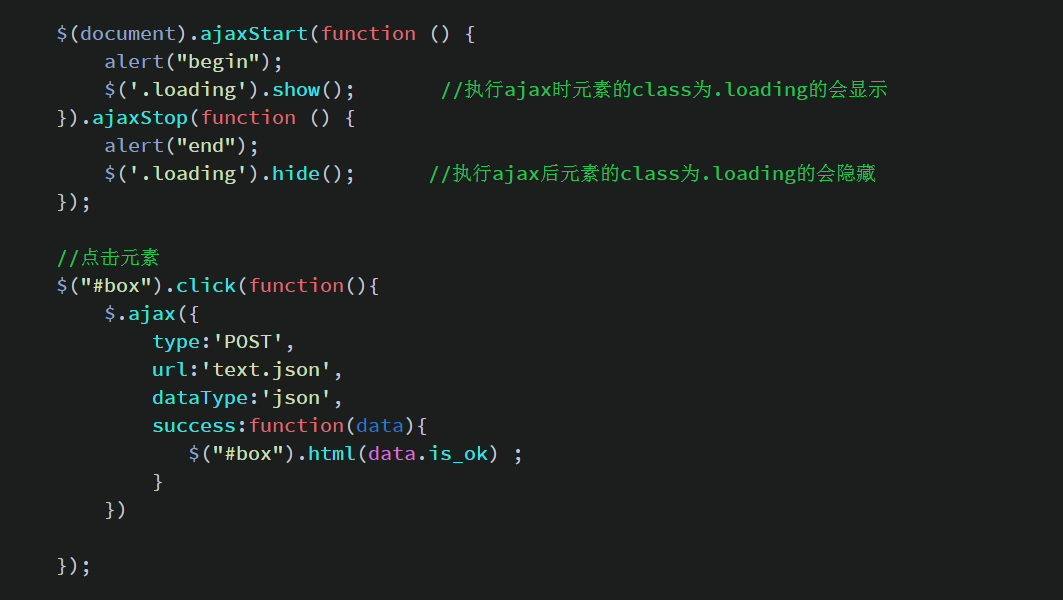 $(document).ajaxStart(function () {
    alert("begin");
    $('.loading').show();       //执行ajax时元素的class为.loading的会显示
}).ajaxStop(function () {
    alert("end");
    $('.loading').hide();      //执行ajax后元素的class为.loading的会隐藏
});

//点击元素
$("#box").click(function(){
    $.ajax({
        type:'POST',
        url:'text.json',
        dataType:'json',
        success:function(data){
           $("#box").html(data.is_ok) ;
        }
    })

});